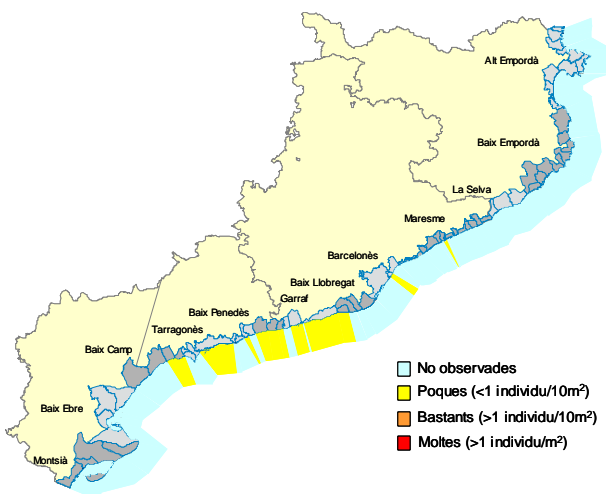 Alt Empordà
Baix Empordà
La Selva
Maresme
Barcelonès
Baix Llobregat
Garraf
Baix Penedès
Tarragonès
Baix Camp
Baix Ebre
Montsià
No observades
Poques (<1 individu/10m²)
Bastants (>1 individu/10m²)
Moltes (>1 individu/m²)